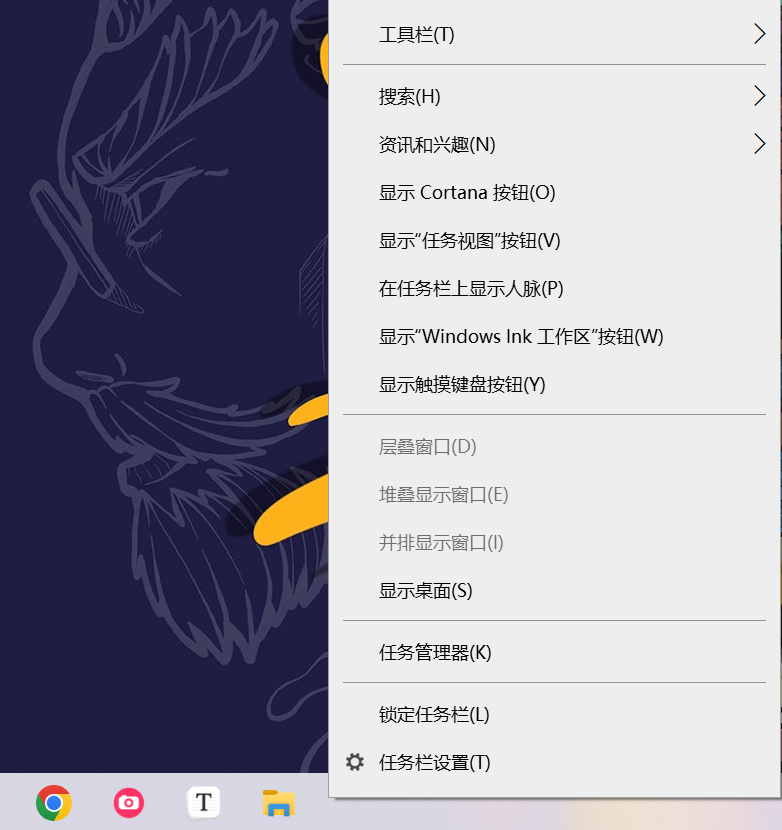 工具栏(T)
搜索(H)
资讯和兴趣(N)
显示 Cortana 按钮(O)
显示“任务视图”按钮(V)
在任务栏上显示人脉(P)
显示“Windows Ink 工作区”按钮(W)
显示触摸键盘按钮(Y)
层叠窗口(D)
堆叠显示窗口(E)
并排显示窗口(I)
显示桌面(S)
任务管理器(K)
锁定任务栏(L)
任务栏设置(T)
T